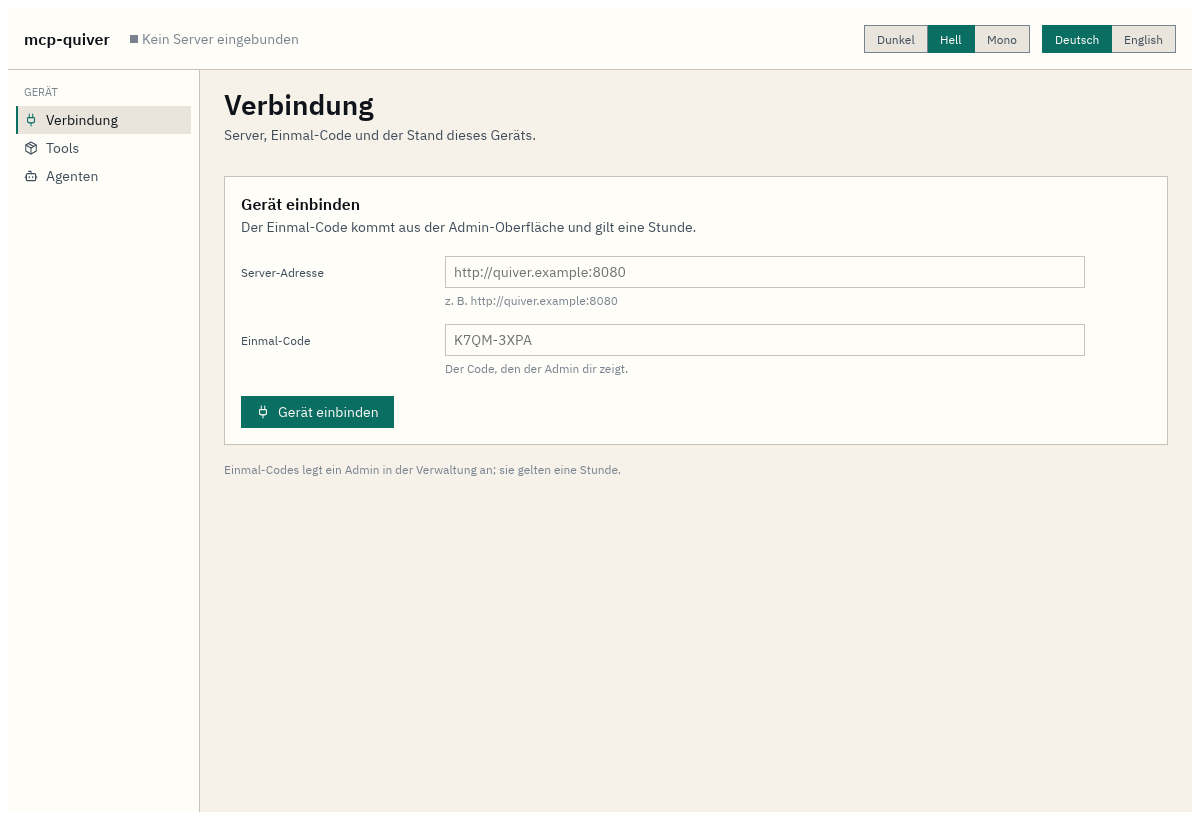 mcp-quiver
Kein Server eingebunden
Dunkel Hell Mono Deutsch English
GERÄT
Verbindung
Tools
Agenten
Verbindung
Server, Einmal-Code und der Stand dieses Geräts.
Gerät einbinden
Der Einmal-Code kommt aus der Admin-Oberfläche und gilt eine Stunde.
Server-Adresse
http://quiver.example:8080
z. B. http://quiver.example:8080
Einmal-Code
K7QM-3XPA
Der Code, den der Admin dir zeigt.
Gerät einbinden
Einmal-Codes legt ein Admin in der Verwaltung an; sie gelten eine Stunde.